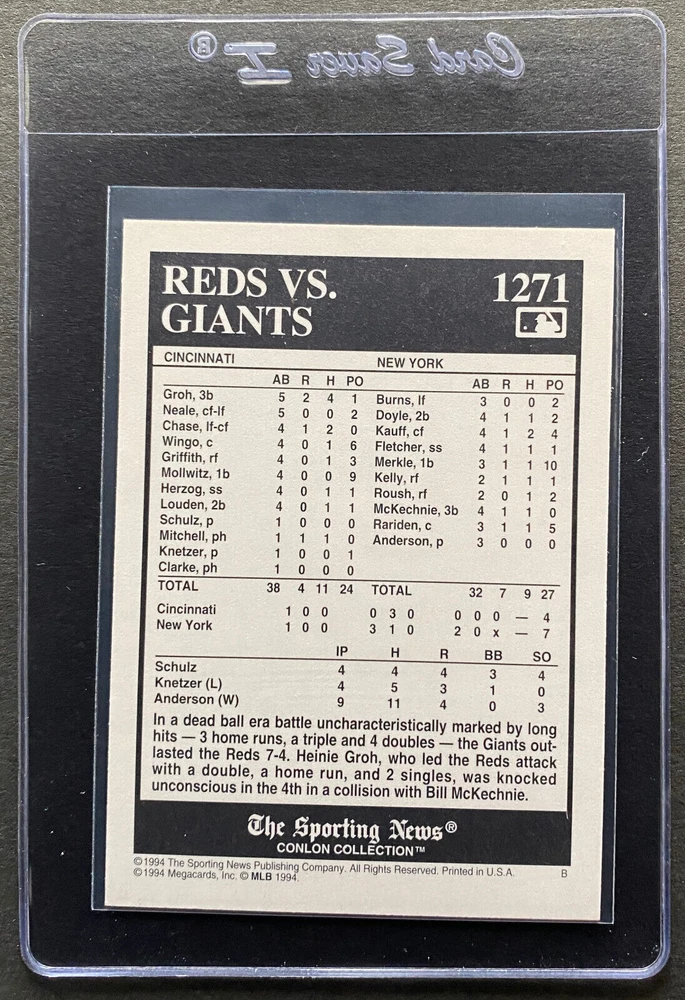 Card Saver I®
REDS VS. 1271
GIANTS
CINCINNATI NEW YORK
AB R H PO AB R H PO
Groh, 3b 5 2 4 1 Burns, lf 3 0 0 2
Neale, cf-lf 5 0 0 2 Doyle, 2b 4 1 1 2
Chase, lf-cf 4 1 2 0 Kauff, cf 4 1 2 4
Wingo, c 4 0 1 6 Fletcher, ss 4 1 1 1
Griffith, rf 4 0 1 3 Merkle, 1b 3 1 1 10
Mollwitz, 1b 4 0 0 9 Kelly, rf 2 1 1 1
Herzog, ss 4 0 1 1 Roush, rf 2 0 1 2
Louden, 2b 4 0 1 1 McKechnie, 3b 4 1 1 0
Schulz, p 1 0 0 0 Rariden, c 3 1 1 5
Mitchell, ph 1 1 1 0 Anderson, p 3 0 0 0
Knetzer, p 1 0 0 1
Clarke, ph 1 0 0 0
TOTAL 38 4 11 24 TOTAL 32 7 9 27
Cincinnati 1 0 0 0 3 0 0 0 0 — 4
New York 1 0 0 3 1 0 2 0 x — 7
IP H R BB SO
Schulz 4 4 4 3 4
Knetzer (L) 4 5 3 1 0
Anderson (W) 9 11 4 0 3
In a dead ball era battle uncharacteristically marked by long
hits — 3 home runs, a triple and 4 doubles — the Giants out-
lasted the Reds 7-4. Heinie Groh, who led the Reds attack
with a double, a home run, and 2 singles, was knocked
unconscious in the 4th in a collision with Bill McKechnie.
The Sporting News®
CONLON COLLECTION™
©1994 The Sporting News Publishing Company. All Rights Reserved. Printed in U.S.A. B
©1994 Megacards, Inc. © MLB 1994.